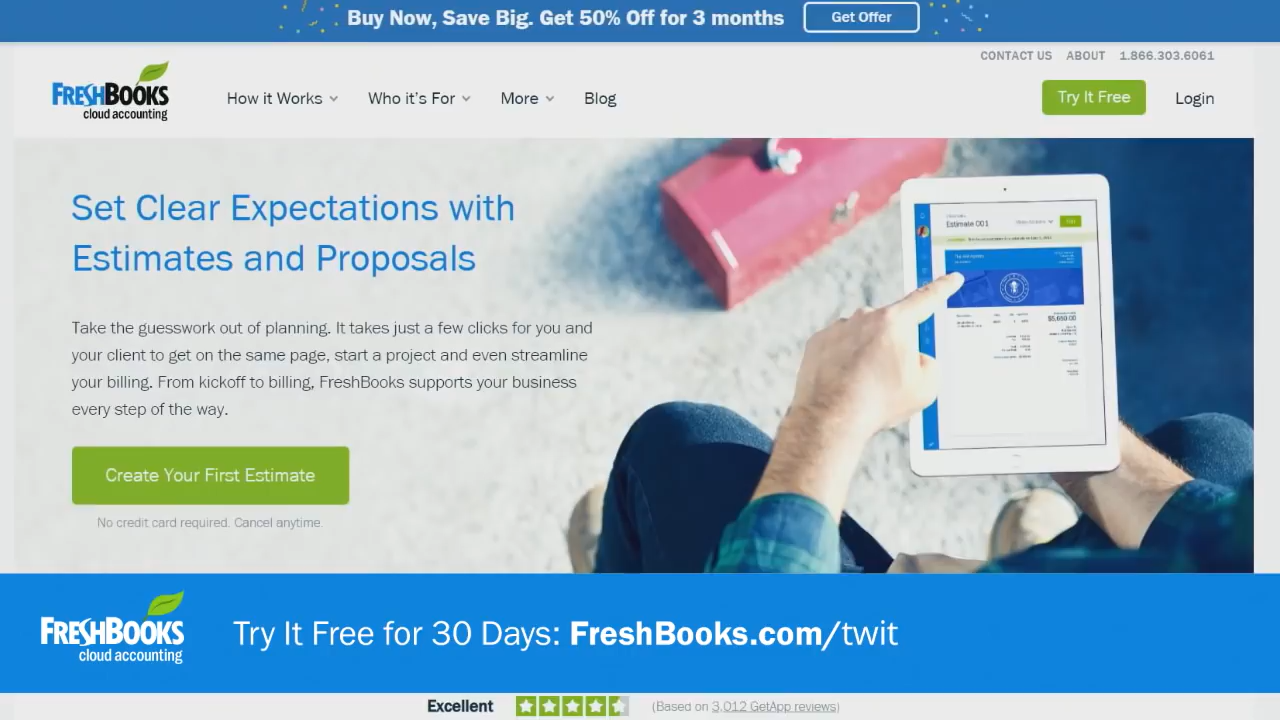 Buy Now, Save Big. Get 50% Off for 3 months
Get Offer
CONTACT US ABOUT 1.866.303.6061
FRESHBOOKS
cloud accounting
How it Works Who it's For More Blog
Try It Free Login
Set Clear Expectations with
Estimates and Proposals
Take the guesswork out of planning. It takes just a few clicks for you and
your client to get on the same page, start a project and even streamline
your billing. From kickoff to billing, FreshBooks supports your business
every step of the way.
Create Your First Estimate
No credit card required. Cancel anytime.
Estimate 001
$5,650.00
FRESHBOOKS
cloud accounting
Try It Free for 30 Days: FreshBooks.com/twit
Excellent
(Based on 3,012 GetApp reviews)